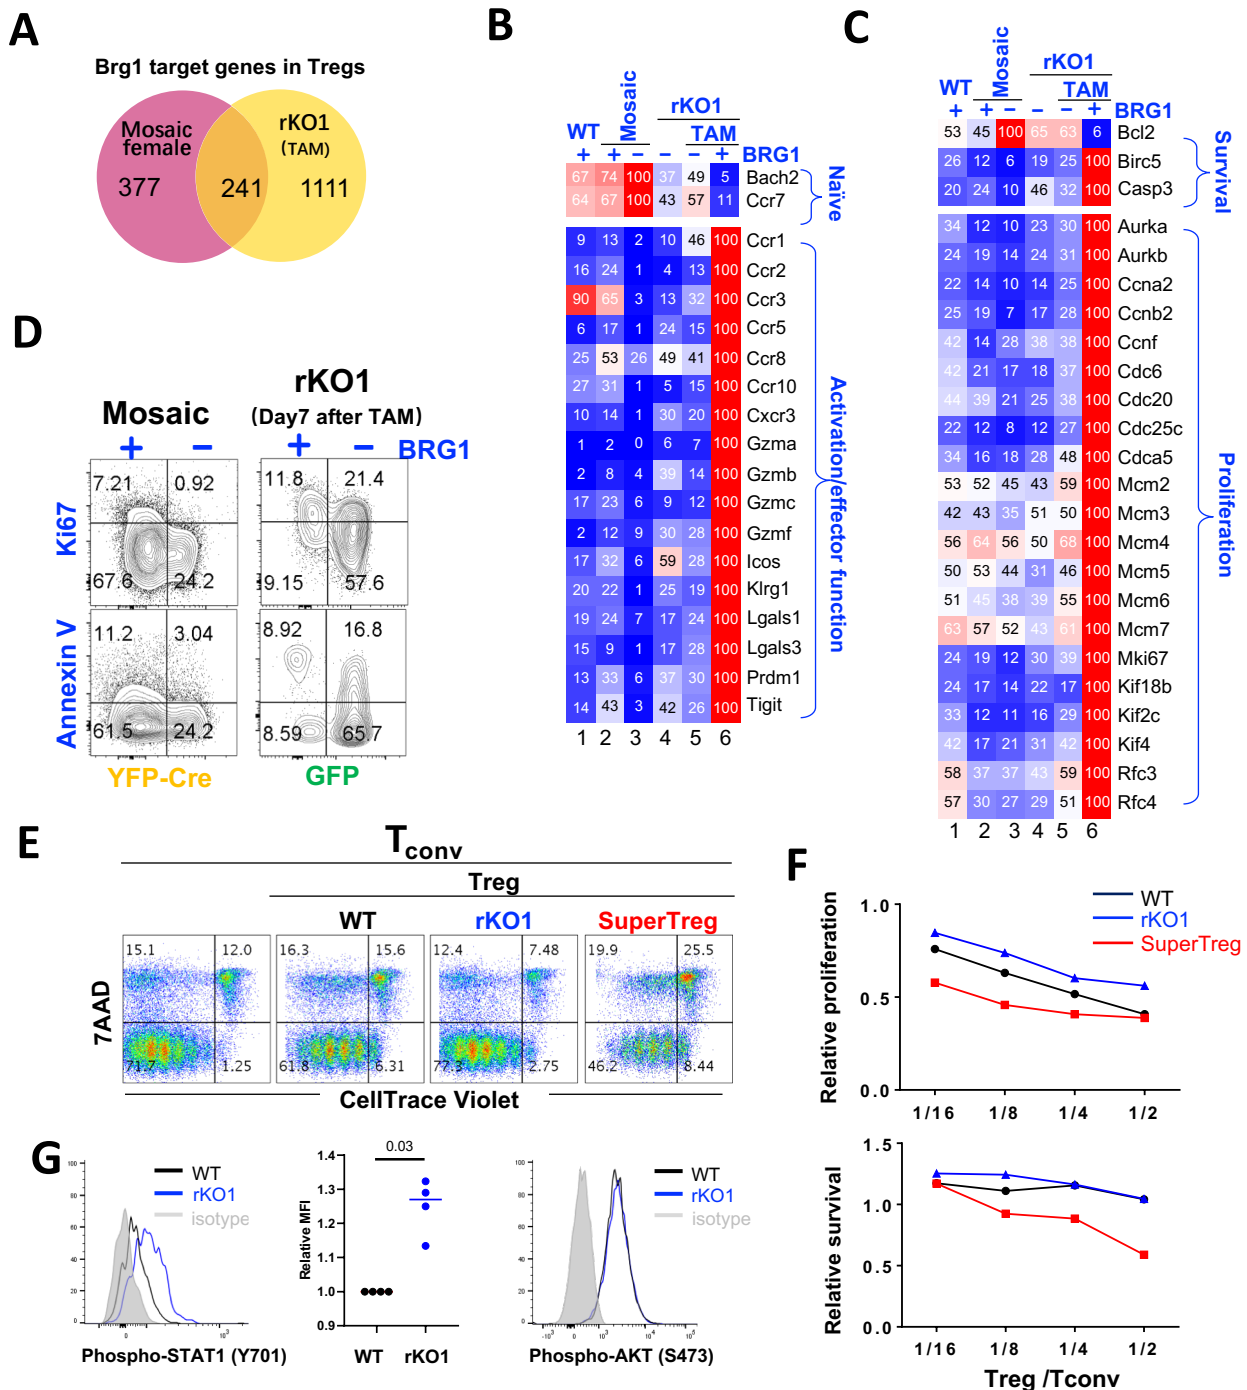 A
Brg1 target genes in Tregs
Mosaic
female
rKO1
(TAM)
377
241
1111
B
Mosaic
rKO1
WT
TAM
+ + − − − +
BRG1
67 74 100 37 49 5 Bach2
64 67 100 43 57 11 Ccr7
Naïve
9 13 2 10 46 100 Ccr1
16 24 1 4 13 100 Ccr2
90 65 3 13 32 100 Ccr3
6 17 1 24 15 100 Ccr5
25 53 26 49 41 100 Ccr8
27 31 1 5 15 100 Ccr10
10 14 1 30 20 100 Cxcr3
1 2 0 6 7 100 Gzma
2 8 4 39 14 100 Gzmb
17 23 6 9 12 100 Gzmc
2 12 9 30 28 100 Gzmf
17 32 6 59 28 100 Icos
20 22 1 25 19 100 Klrg1
19 24 7 17 24 100 Lgals1
15 9 1 17 28 100 Lgals3
13 33 6 37 30 100 Prdm1
14 43 3 42 26 100 Tigit
Activation/effector function
1 2 3 4 5 6
C
Mosaic
rKO1
WT
TAM
+ + − − − +
BRG1
53 45 100 65 63 6 Bcl2
26 12 6 19 25 100 Birc5
20 24 10 46 32 100 Casp3
Survival
34 12 10 23 30 100 Aurka
24 19 14 24 31 100 Aurkb
22 14 10 14 25 100 Ccna2
25 19 7 17 28 100 Ccnb2
42 14 28 38 38 100 Ccnf
42 21 17 18 37 100 Cdc6
44 39 21 25 38 100 Cdc20
22 12 8 12 27 100 Cdc25c
34 16 18 28 48 100 Cdca5
53 52 45 43 59 100 Mcm2
42 43 35 51 50 100 Mcm3
56 64 56 50 68 100 Mcm4
50 53 44 31 46 100 Mcm5
51 45 38 39 55 100 Mcm6
63 57 52 43 61 100 Mcm7
24 19 12 30 39 100 Mki67
24 17 14 22 17 100 Kif18b
33 12 11 16 29 100 Kif2c
42 17 21 31 42 100 Kif4
58 37 37 43 59 100 Rfc3
57 30 27 29 51 100 Rfc4
Proliferation
1 2 3 4 5 6
D
Mosaic
rKO1
(Day7 after TAM)
+ − + − BRG1
Ki67
7.21 0.92 11.8 21.4
67.6 24.2 9.15 57.6
Annexin V
11.2 3.04 8.92 16.8
61.5 24.2 8.59 65.7
YFP-Cre
GFP
E
Tconv
Treg
WT rKO1 SuperTreg
7AAD
15.1 12.0 16.3 15.6 12.4 7.48 19.9 25.5
71.7 1.25 61.8 6.31 77.3 2.75 46.2 8.44
CellTrace Violet
F
WT
rKO1
SuperTreg
Relative proliferation
1.0
0.5
0.0
1/16 1/8 1/4 1/2
Relative survival
1.5
1.0
0.5
0.0
1/16 1/8 1/4 1/2
Treg /Tconv
G
WT
rKO1
isotype
100
80
60
40
20
0
0 10³
Phospho-STAT1 (Y701)
0.03
Relative MFI
1.4
1.3
1.2
1.1
1.0
0.9
WT rKO1
WT
rKO1
isotype
100
80
60
40
20
0
-10³ 0 10³ 10⁴ 10⁵
Phospho-AKT (S473)